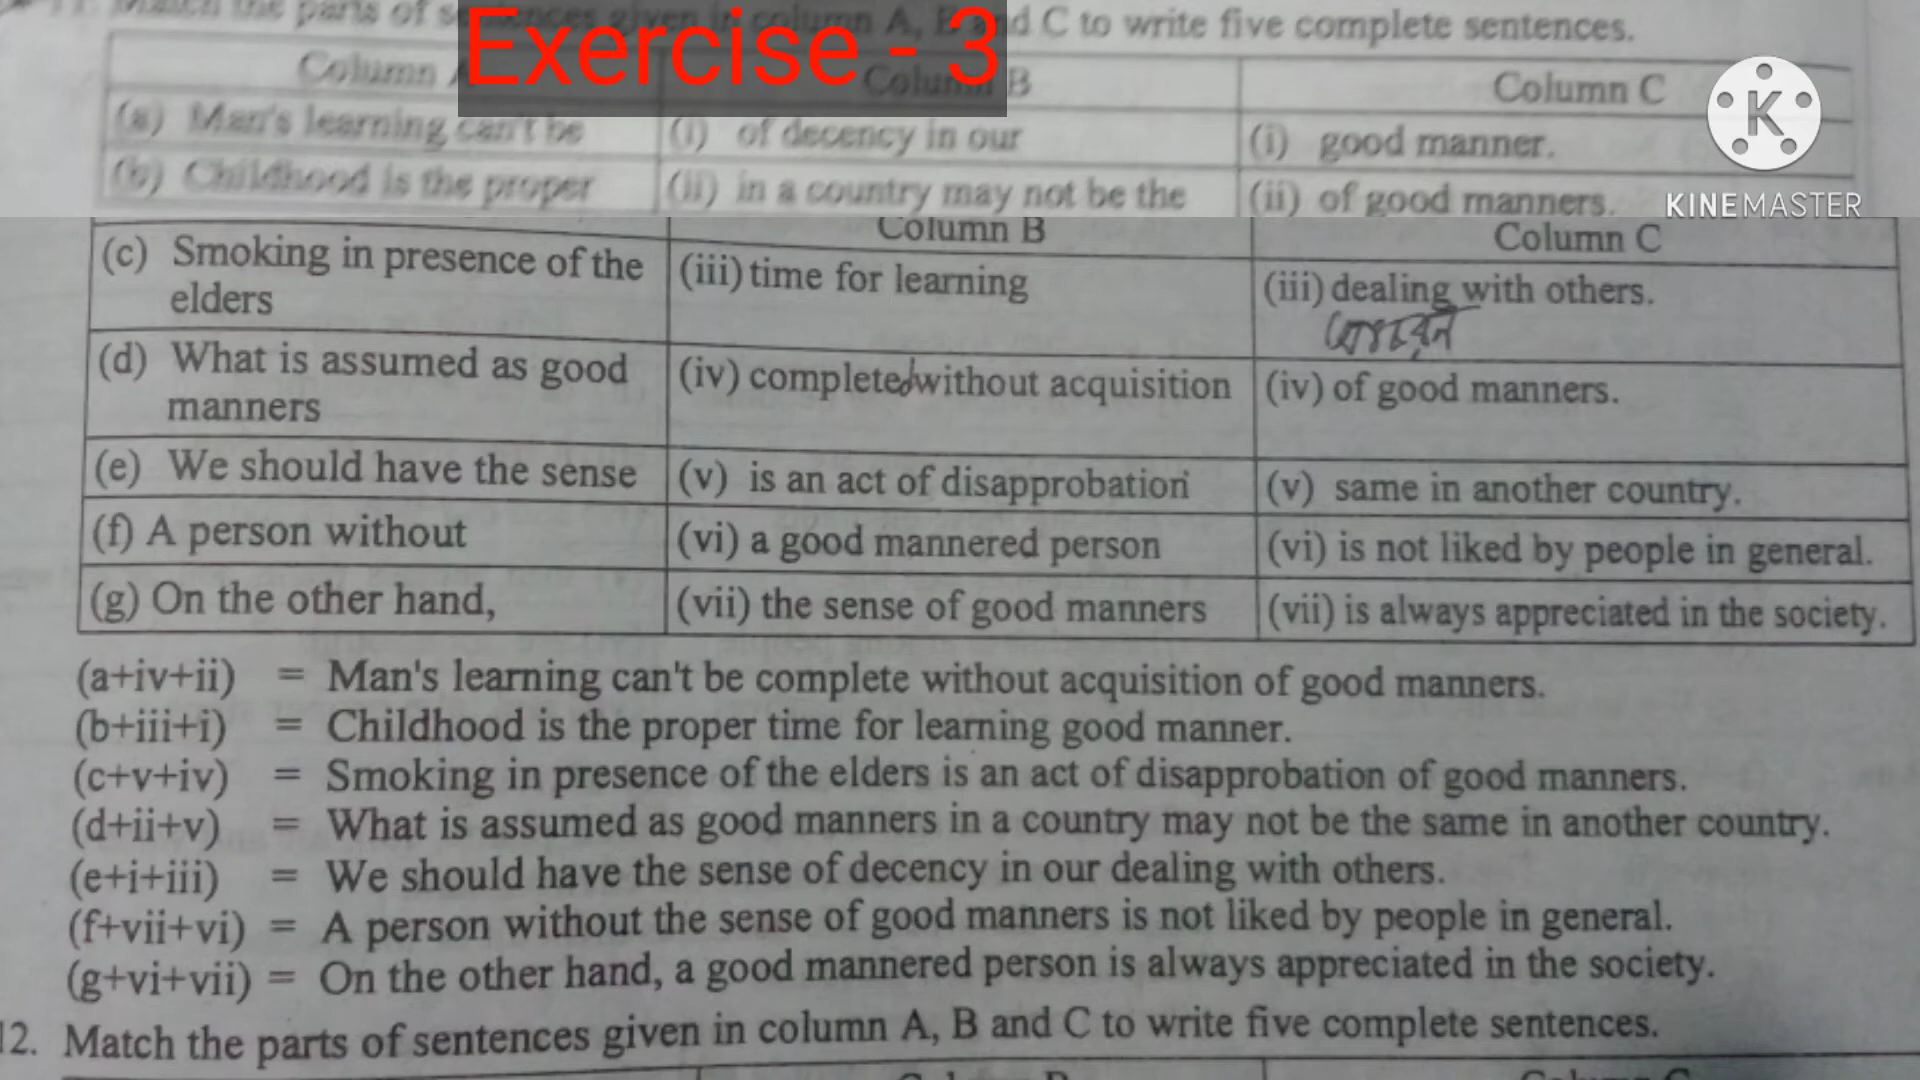 Match the parts of sentences given in column A, B and C to write five complete sentences.
Exercise - 3
Column A Column B Column C
(a) Man's learning can't be (i) of decency in our (i) good manner.
(b) Childhood is the proper (ii) in a country may not be the (ii) of good manners.
KINEMASTER
Column B Column C
(c) Smoking in presence of the (iii) time for learning (iii) dealing with others.
elders
(d) What is assumed as good (iv) completed without acquisition (iv) of good manners.
manners
(e) We should have the sense (v) is an act of disapprobation (v) same in another country.
(f) A person without (vi) a good mannered person (vi) is not liked by people in general.
(g) On the other hand, (vii) the sense of good manners (vii) is always appreciated in the society.
(a+iv+ii) = Man's learning can't be complete without acquisition of good manners.
(b+iii+i) = Childhood is the proper time for learning good manner.
(c+v+iv) = Smoking in presence of the elders is an act of disapprobation of good manners.
(d+ii+v) = What is assumed as good manners in a country may not be the same in another country.
(e+i+iii) = We should have the sense of decency in our dealing with others.
(f+vii+vi) = A person without the sense of good manners is not liked by people in general.
(g+vi+vii) = On the other hand, a good mannered person is always appreciated in the society.
12. Match the parts of sentences given in column A, B and C to write five complete sentences.